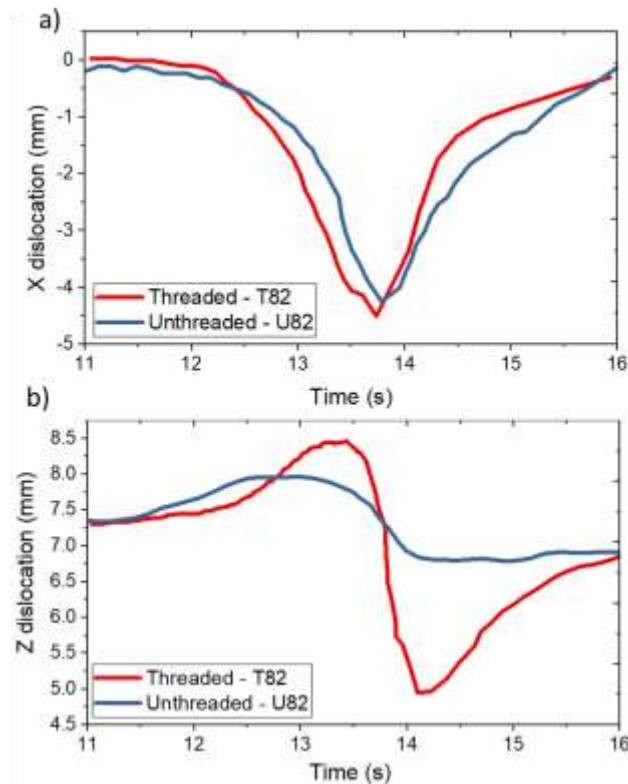 a)
0
-1
-2
-3
-4
-5
X dislocation (mm)
Threaded - T82
Unthreaded - U82
11 12 13 14 15 16
Time (s)
b)
8.5
8.0
7.5
7.0
6.5
6.0
5.5
5.0
4.5
Z dislocation (mm)
Threaded - T82
Unthreaded - U82
11 12 13 14 15 16
Time (s)